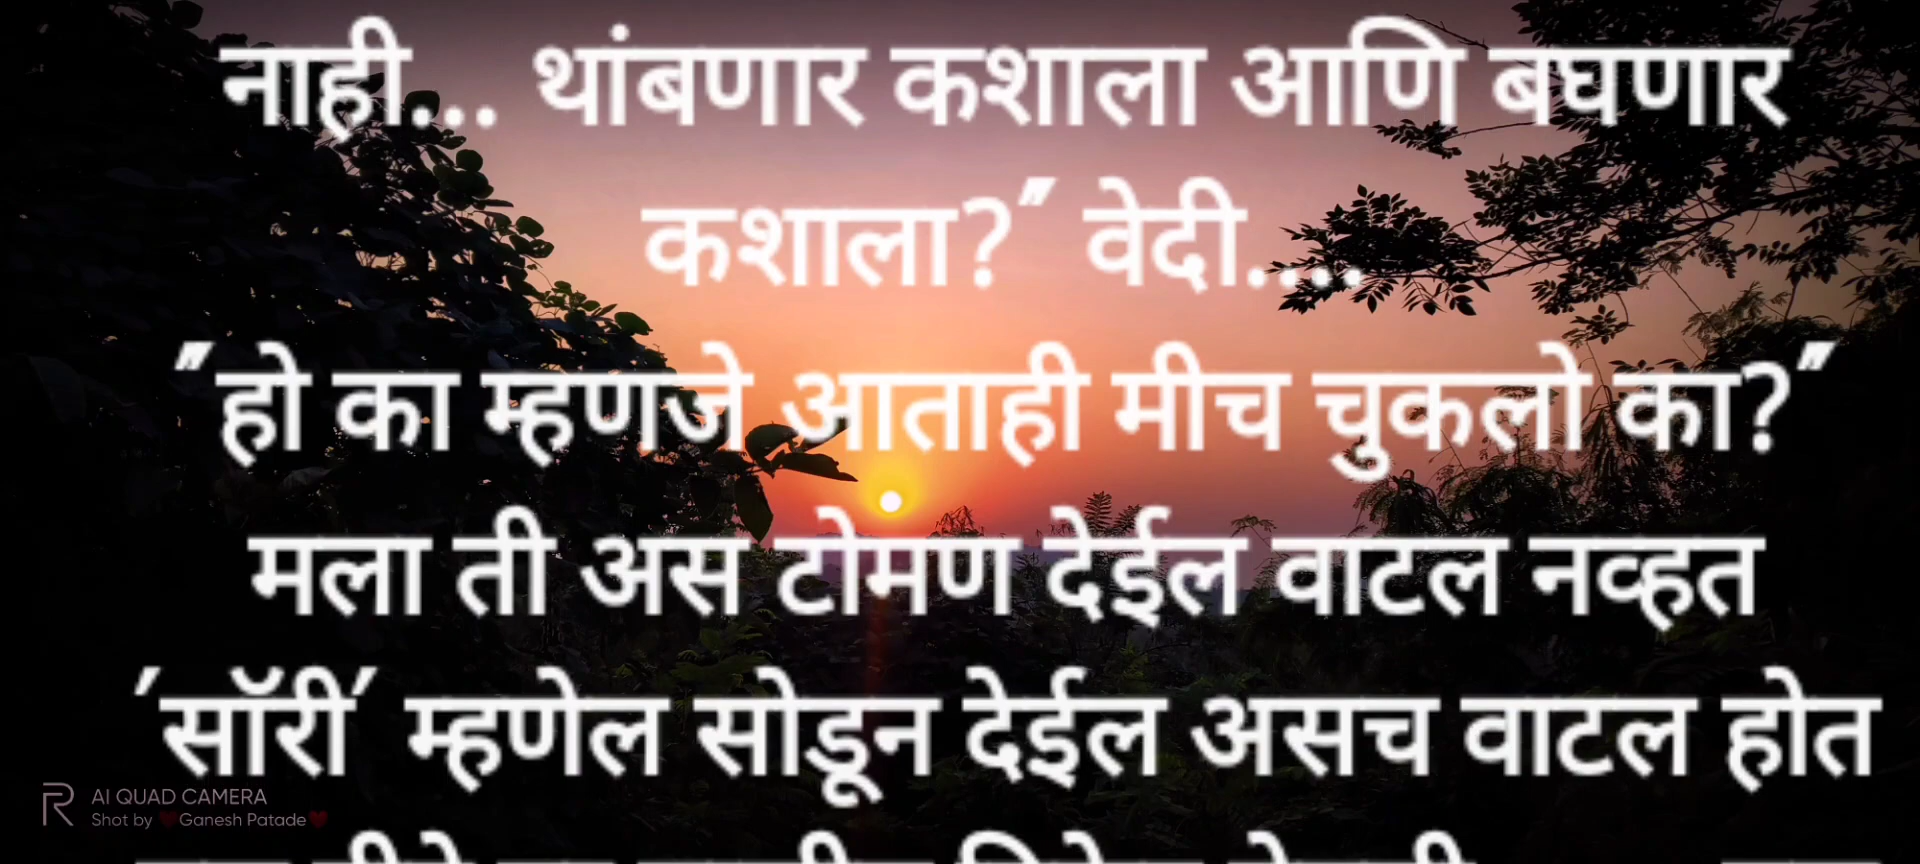 नाही... थांबणार कशाला आणि बघणार
कशाला?" वेदी....
"हो का म्हणजे आताही मीच चुकलो का?"
मला ती अस टोमण देईल वाटल नव्हत
'सॉरी' म्हणेल सोडून देईल असच वाटल होत
AI QUAD CAMERA
Shot by ❤Ganesh Patade❤